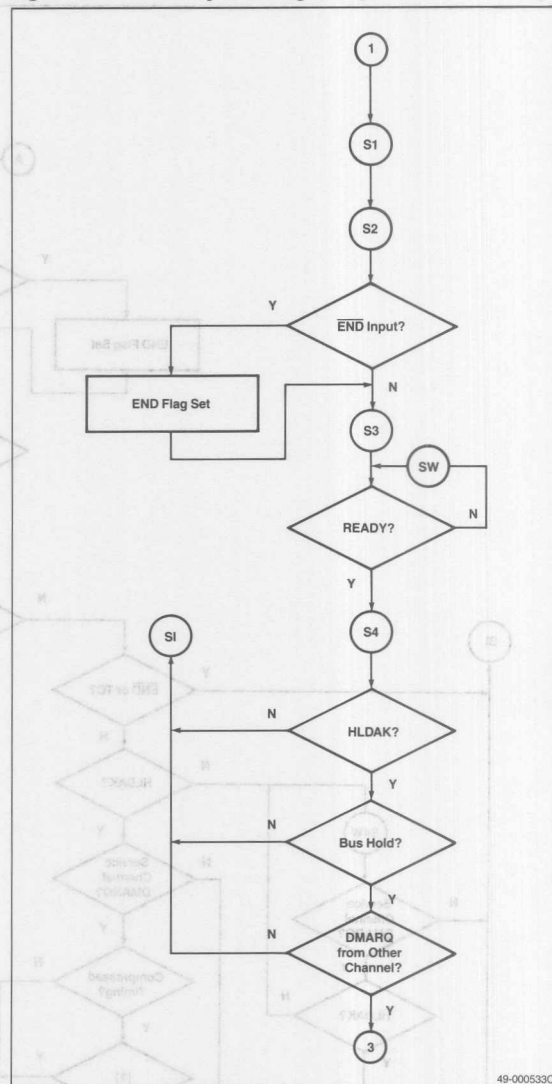 1
S1
S2
Y
END Input?
N
END Flag Set
S3
SW
READY?
N
Y
SI
S4
N
HLDAK?
Y
N
Bus Hold?
Y
N
DMARQ
from Other
Channel?
Y
3
49-000533C